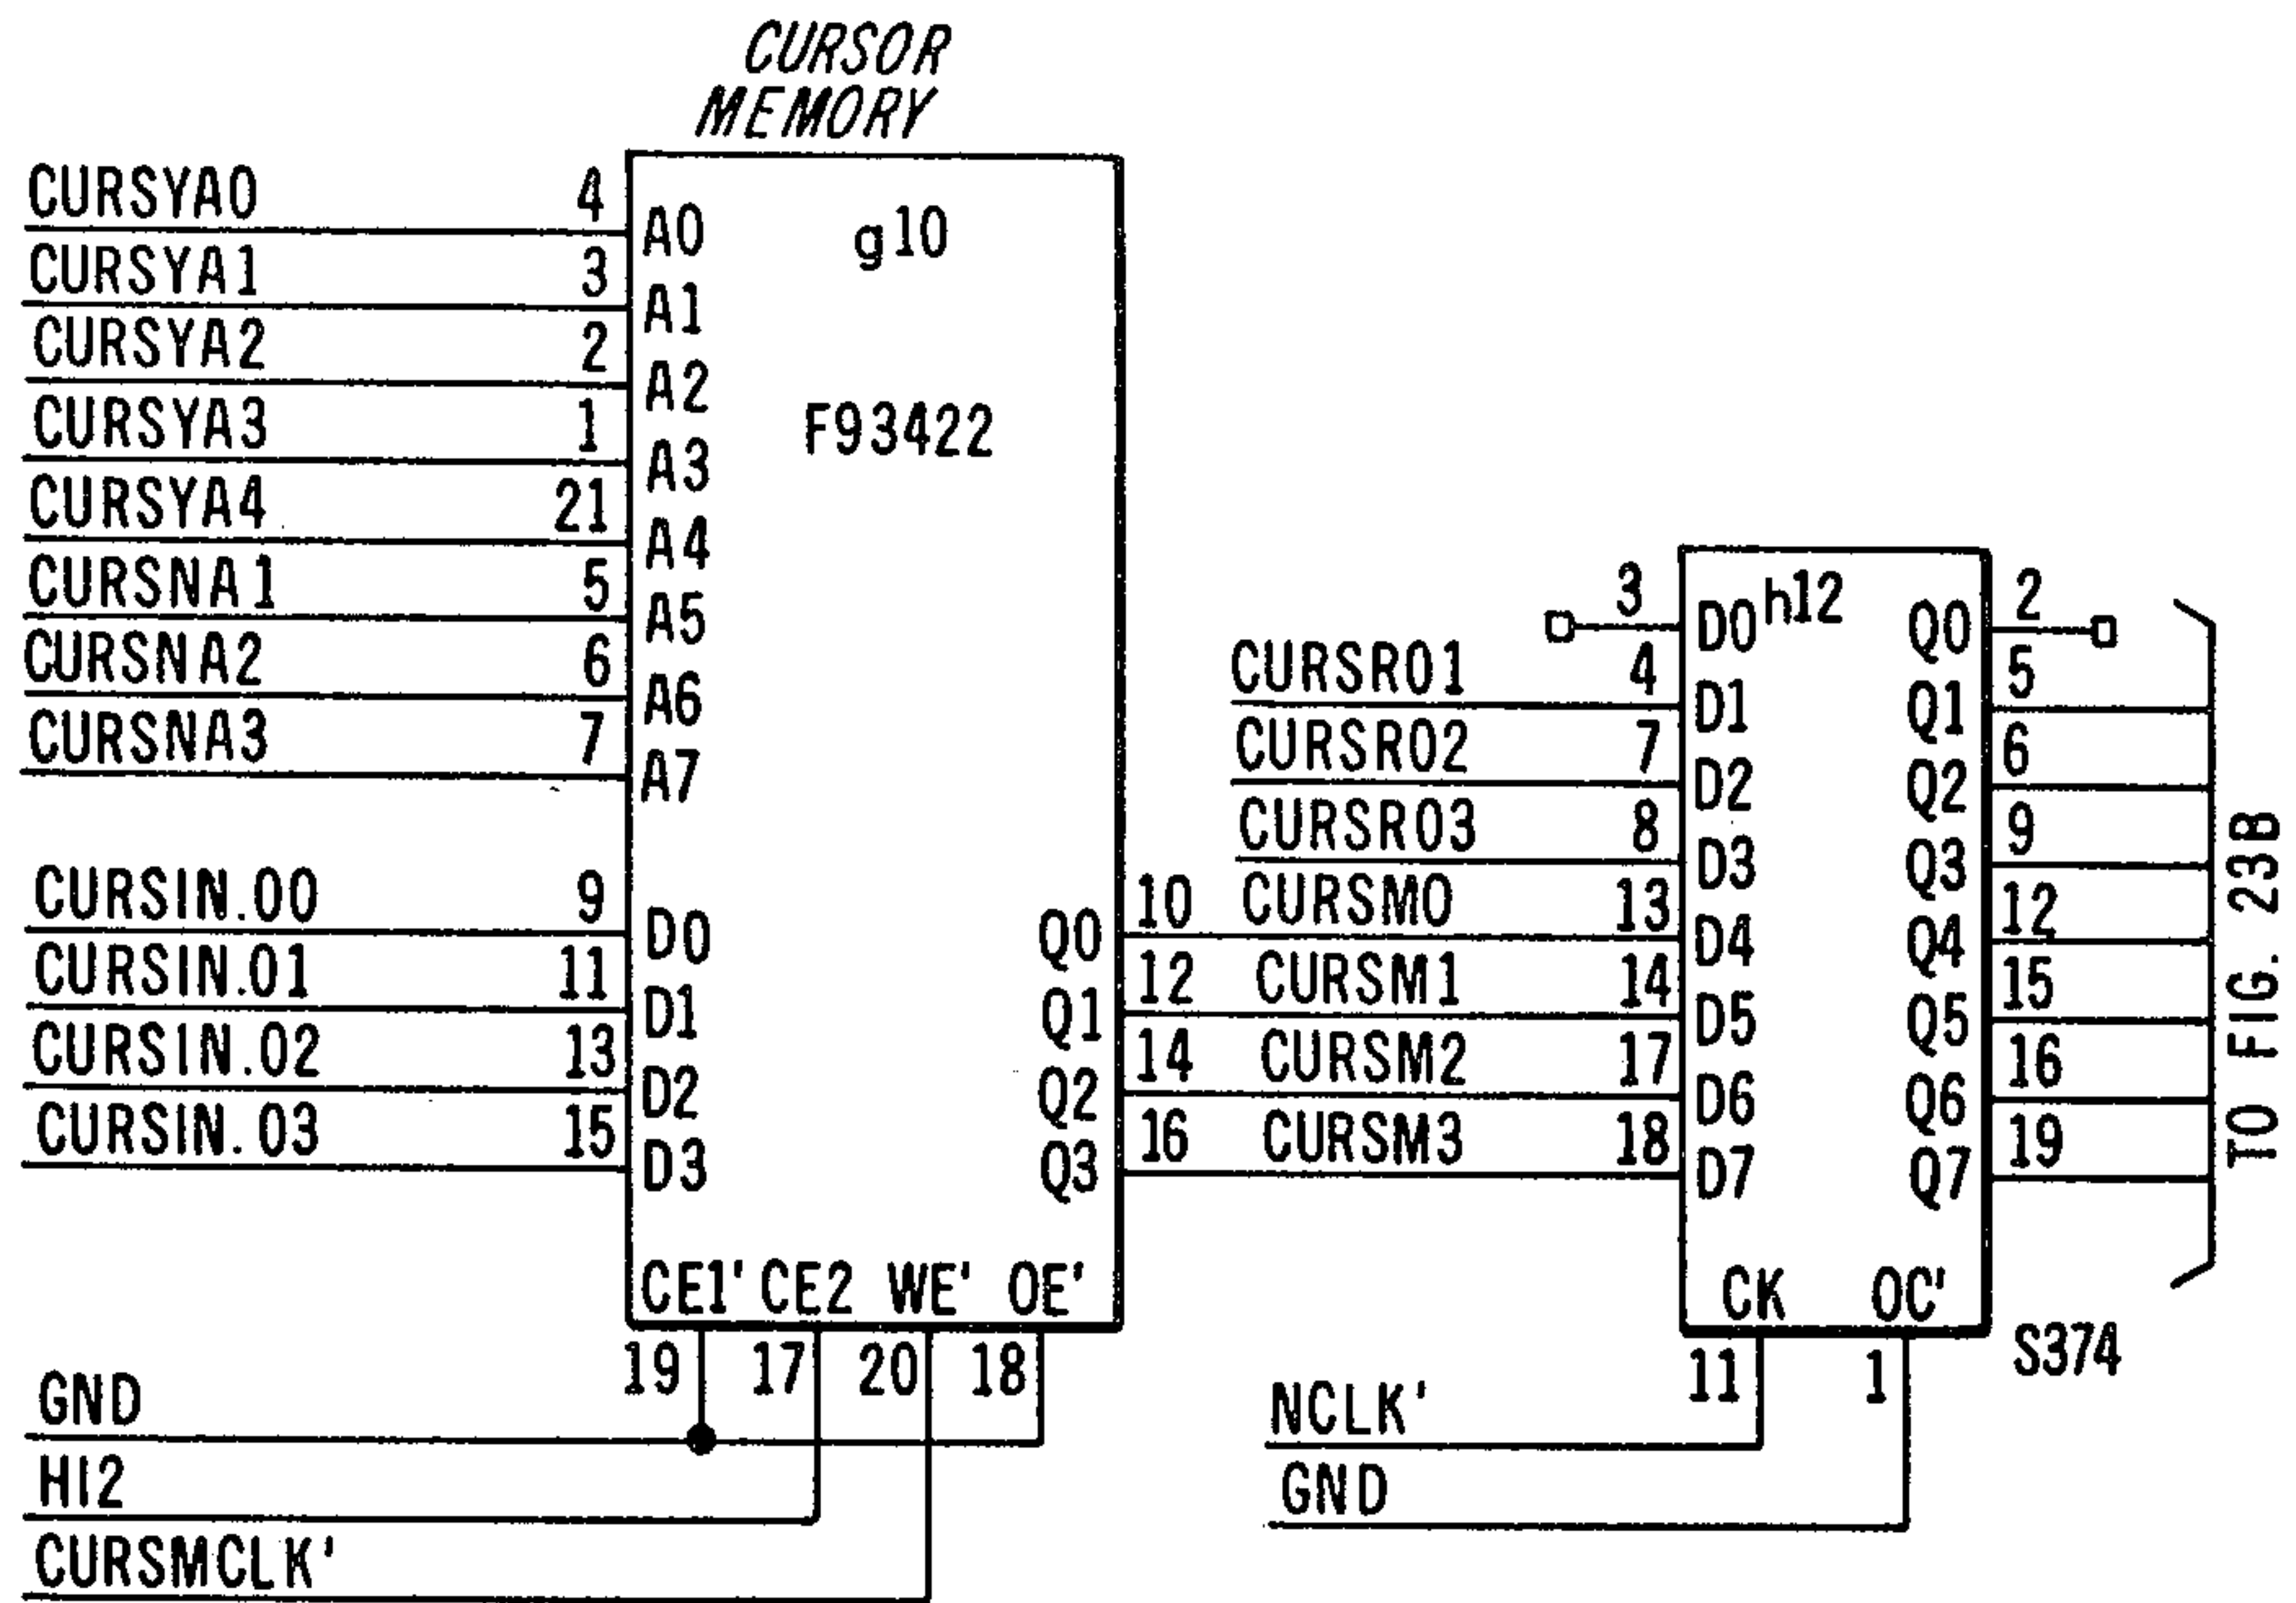 CURSOR
MEMORY
g10
F93422
CURSYA0 4 A0
CURSYA1 3 A1
CURSYA2 2 A2
CURSYA3 1 A3
CURSYA4 21 A4
CURSNA1 5 A5
CURSNA2 6 A6
CURSNA3 7 A7
CURSIN.00 9 D0
CURSIN.01 11 D1
CURSIN.02 13 D2
CURSIN.03 15 D3
Q0 10 CURSM0 13 D4
Q1 12 CURSM1 14 D5
Q2 14 CURSM2 17 D6
Q3 16 CURSM3 18 D7
CE1' CE2 WE' OE'
19 17 20 18
GND
HI2
CURSMCLK'
h12
3 D0
CURSR01 4 D1
CURSR02 7 D2
CURSR03 8 D3
Q0 2
Q1 5
Q2 6
Q3 9
Q4 12
Q5 15
Q6 16
Q7 19
CK OC'
11 1
S374
NCLK'
GND
TO FIG. 23B